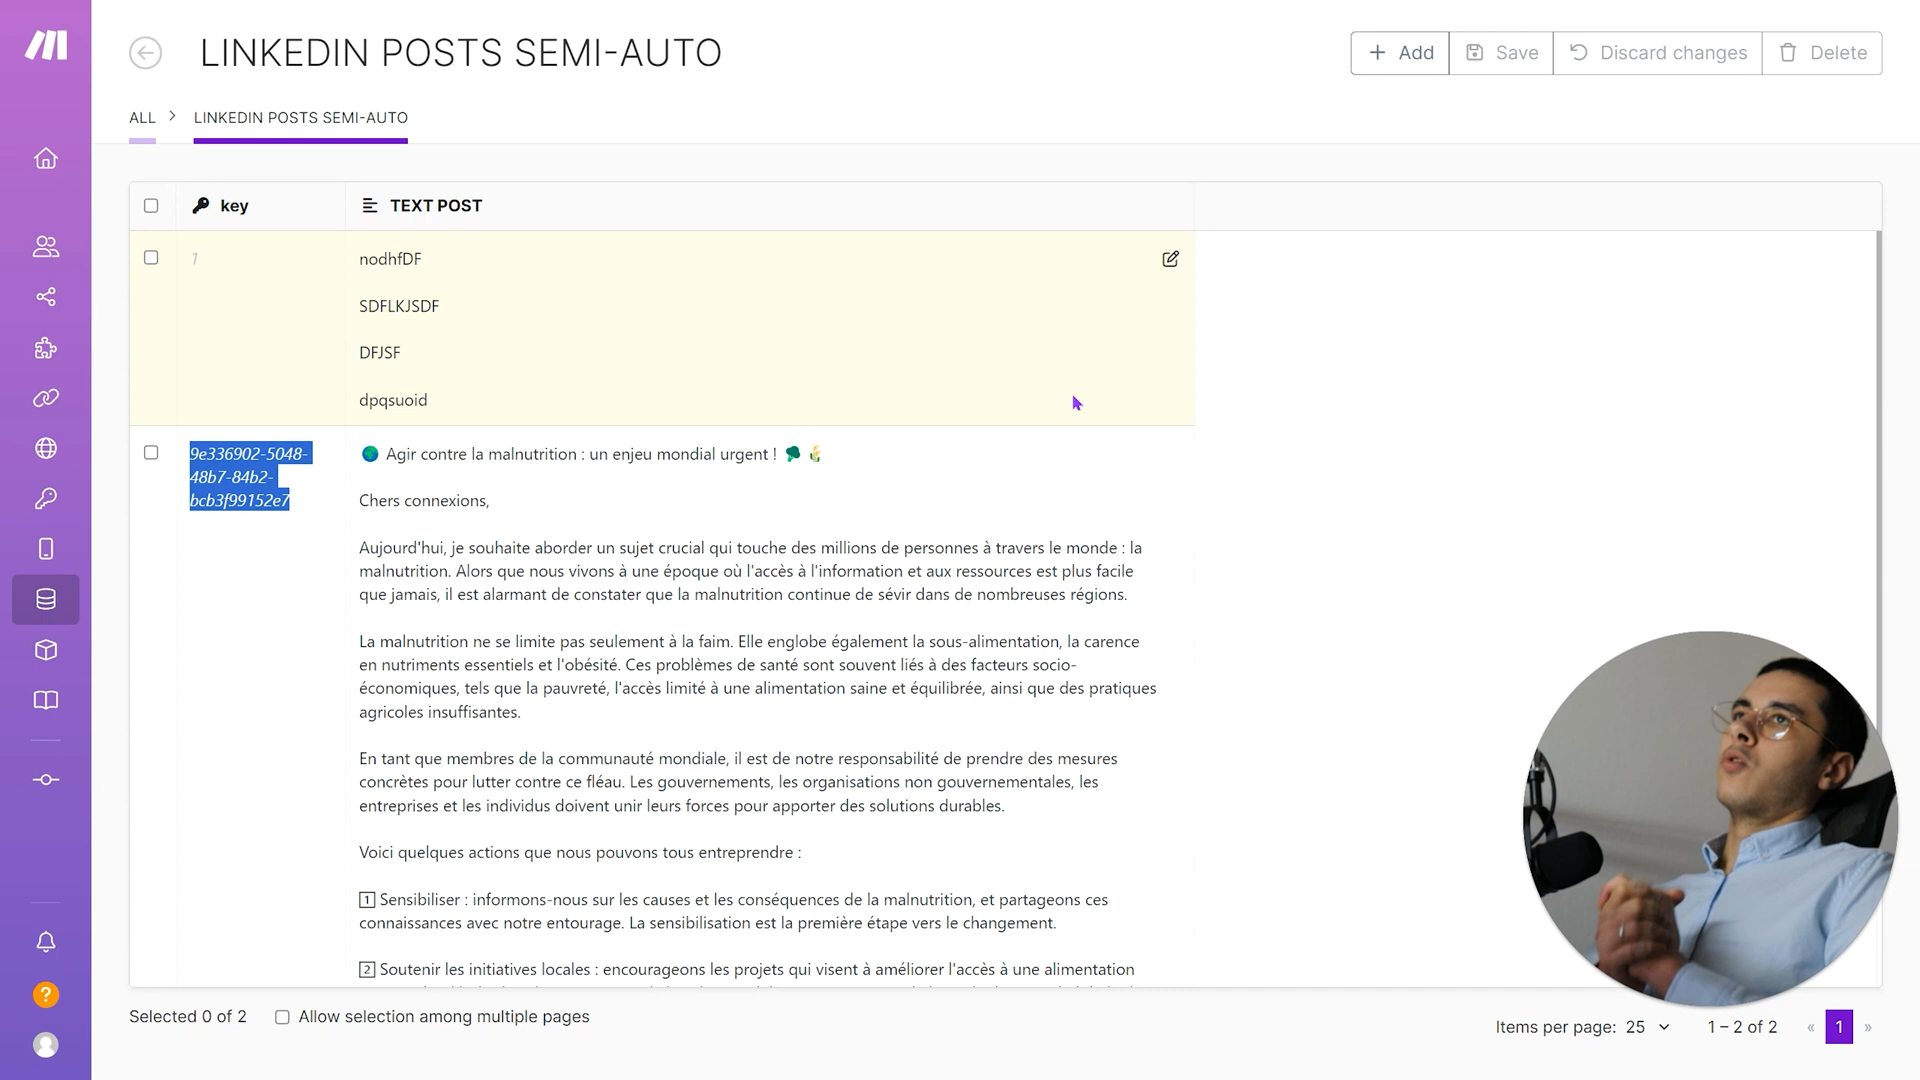 LINKEDIN POSTS SEMI-AUTO
+ Add
Save
Discard changes
Delete
ALL > LINKEDIN POSTS SEMI-AUTO
key
TEXT POST
1
nodhfDF
SDFLKJSDF
DFJSF
dpqsuoid
9e336902-5048-
48b7-84b2-
bcb3f99152e7
🌍 Agir contre la malnutrition : un enjeu mondial urgent ! 🥦🌽
Chers connexions,
Aujourd'hui, je souhaite aborder un sujet crucial qui touche des millions de personnes à travers le monde : la
malnutrition. Alors que nous vivons à une époque où l'accès à l'information et aux ressources est plus facile
que jamais, il est alarmant de constater que la malnutrition continue de sévir dans de nombreuses régions.
La malnutrition ne se limite pas seulement à la faim. Elle englobe également la sous-alimentation, la carence
en nutriments essentiels et l'obésité. Ces problèmes de santé sont souvent liés à des facteurs socio-
économiques, tels que la pauvreté, l'accès limité à une alimentation saine et équilibrée, ainsi que des pratiques
agricoles insuffisantes.
En tant que membres de la communauté mondiale, il est de notre responsabilité de prendre des mesures
concrètes pour lutter contre ce fléau. Les gouvernements, les organisations non gouvernementales, les
entreprises et les individus doivent unir leurs forces pour apporter des solutions durables.
Voici quelques actions que nous pouvons tous entreprendre :
1 Sensibiliser : informons-nous sur les causes et les conséquences de la malnutrition, et partageons ces
connaissances avec notre entourage. La sensibilisation est la première étape vers le changement.
2 Soutenir les initiatives locales : encourageons les projets qui visent à améliorer l'accès à une alimentation
?
Selected 0 of 2
Allow selection among multiple pages
Items per page: 25
1 – 2 of 2
« 1 »